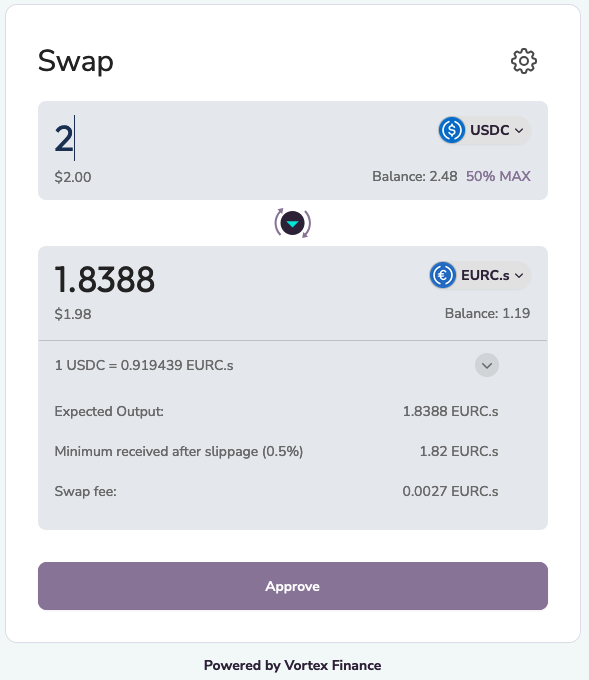 Swap
2
USDC
$2.00
Balance: 2.48 50% MAX
1.8388
EURC.s
$1.98
Balance: 1.19
1 USDC = 0.919439 EURC.s
Expected Output: 1.8388 EURC.s
Minimum received after slippage (0.5%) 1.82 EURC.s
Swap fee: 0.0027 EURC.s
Approve
Powered by Vortex Finance